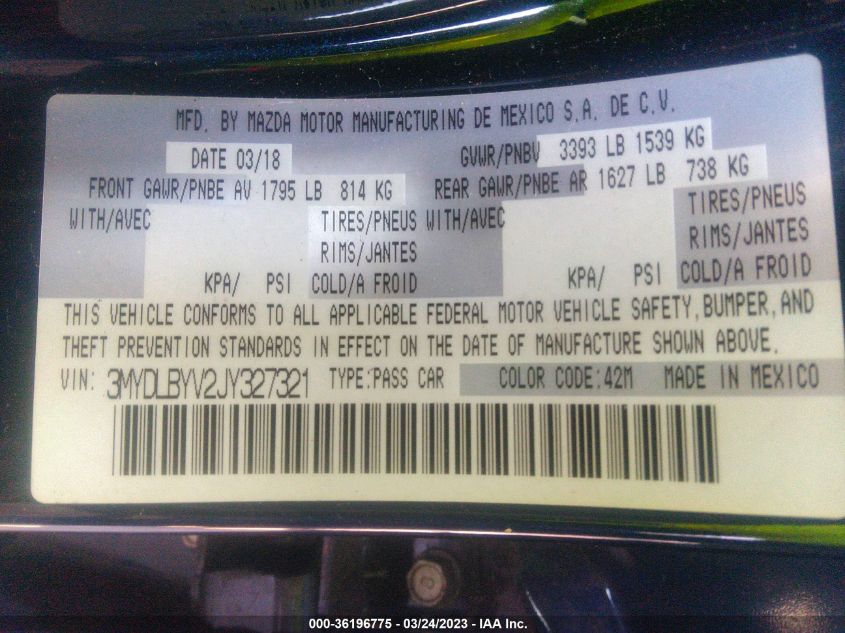 MFD. BY MAZDA MOTOR MANUFACTURING DE MEXICO S.A. DE C.V.
DATE 03/18 GVWR/PNBV 3393 LB 1539 KG
FRONT GAWR/PNBE AV 1795 LB 814 KG REAR GAWR/PNBE AR 1627 LB 738 KG
WITH/AVEC TIRES/PNEUS WITH/AVEC TIRES/PNEUS
RIMS/JANTES RIMS/JANTES
KPA/ PSI COLD/A FROID KPA/ PSI COLD/A FROID
THIS VEHICLE CONFORMS TO ALL APPLICABLE FEDERAL MOTOR VEHICLE SAFETY, BUMPER, AND
THEFT PREVENTION STANDARDS IN EFFECT ON THE DATE OF MANUFACTURE SHOWN ABOVE.
VIN: 3MYDLBYV2JY327321 TYPE:PASS CAR COLOR CODE:42M MADE IN MEXICO
000-36196775 - 03/24/2023 - IAA Inc.